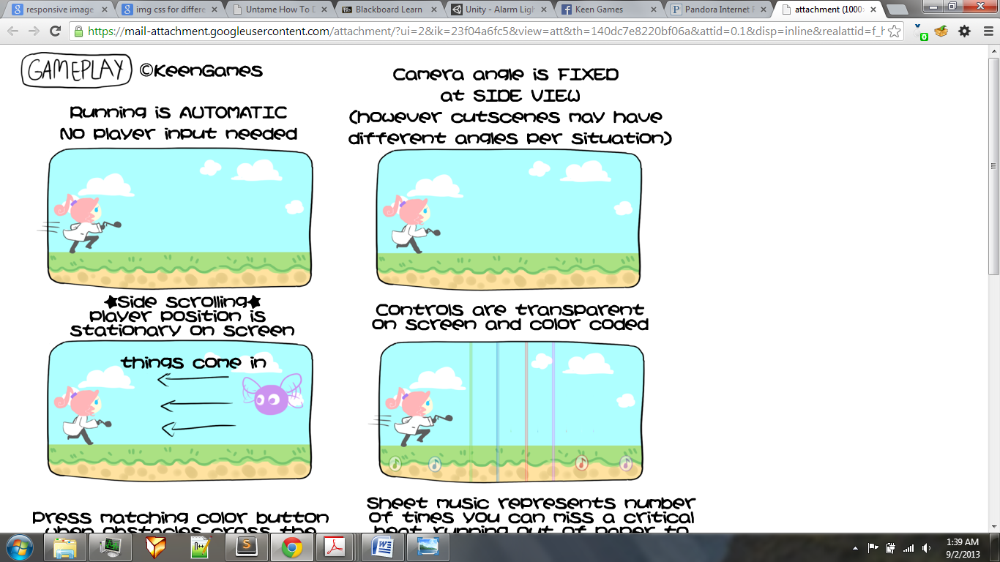 responsive image
img css for differe
Untame How To D
Blackboard Learn
Unity - Alarm Ligh
Keen Games
Pandora Internet R
attachment (1000×
https://mail-attachment.googleusercontent.com/attachment/?ui=2&ik=23f04a6fc5&view=att&th=140dc7e8220bf06a&attid=0.1&disp=inline&realattid=f_h
0
GAMEPLAY
©KeenGames
Running is AUTOMATIC
No player input needed
Camera angle is FIXED
at SIDE VIEW
(however cutscenes may have
different angles per situation)
★Side scrolling★
player position is
stationary on screen
things come in
Controls are transparent
on screen and color coded
Press matching color button
when obstacles cross the
Sheet music represents number
of times you can miss a critical
beat running out of paper to
1:39 AM
9/2/2013